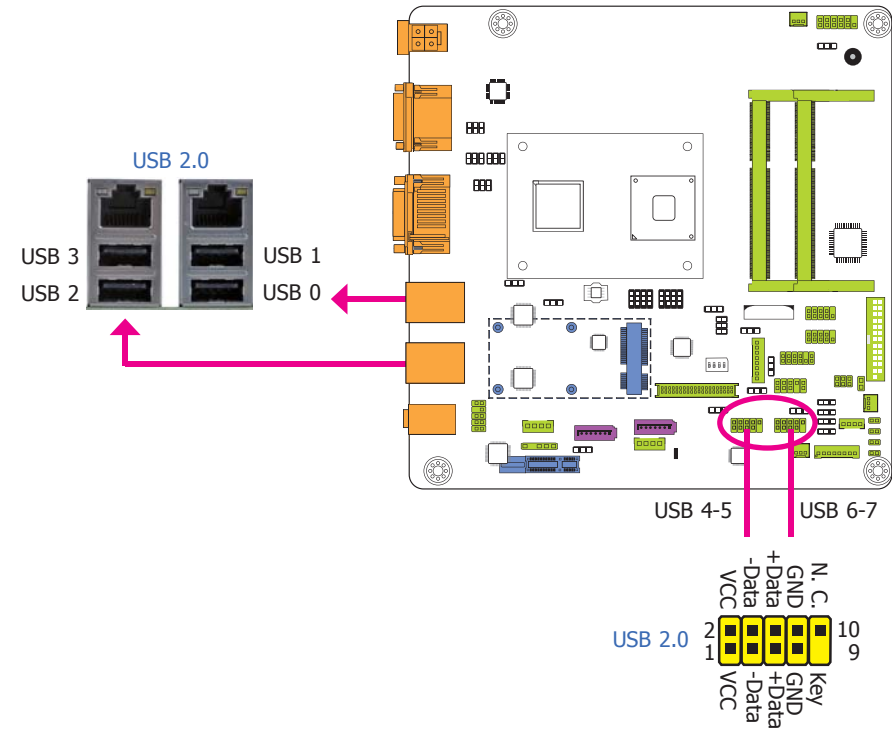 USB 2.0
USB 3
USB 1
USB 2
USB 0
USB 4-5
USB 6-7
VCC
-Data
+Data
GND
N. C.
USB 2.0
2
10
1
9
VCC
-Data
+Data
GND
Key